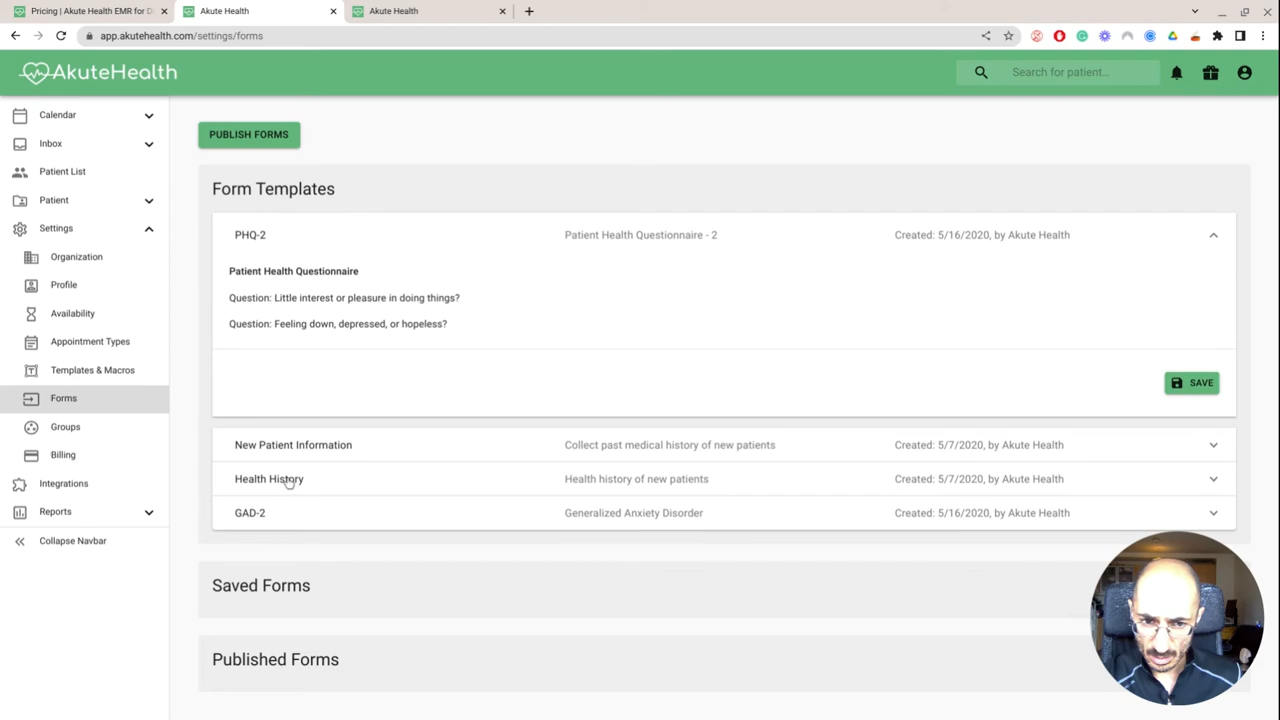 Pricing | Akute Health EMR for D
Akute Health
Akute Health
app.akutehealth.com/settings/forms
AkuteHealth
Search for patient...
Calendar
Inbox
Patient List
Patient
Settings
Organization
Profile
Availability
Appointment Types
Templates & Macros
Forms
Groups
Billing
Integrations
Reports
Collapse Navbar
PUBLISH FORMS
Form Templates
PHQ-2 Patient Health Questionnaire - 2 Created: 5/16/2020, by Akute Health
Patient Health Questionnaire
Question: Little interest or pleasure in doing things?
Question: Feeling down, depressed, or hopeless?
SAVE
New Patient Information Collect past medical history of new patients Created: 5/7/2020, by Akute Health
Health History Health history of new patients Created: 5/7/2020, by Akute Health
GAD-2 Generalized Anxiety Disorder Created: 5/16/2020, by Akute Health
Saved Forms
Published Forms